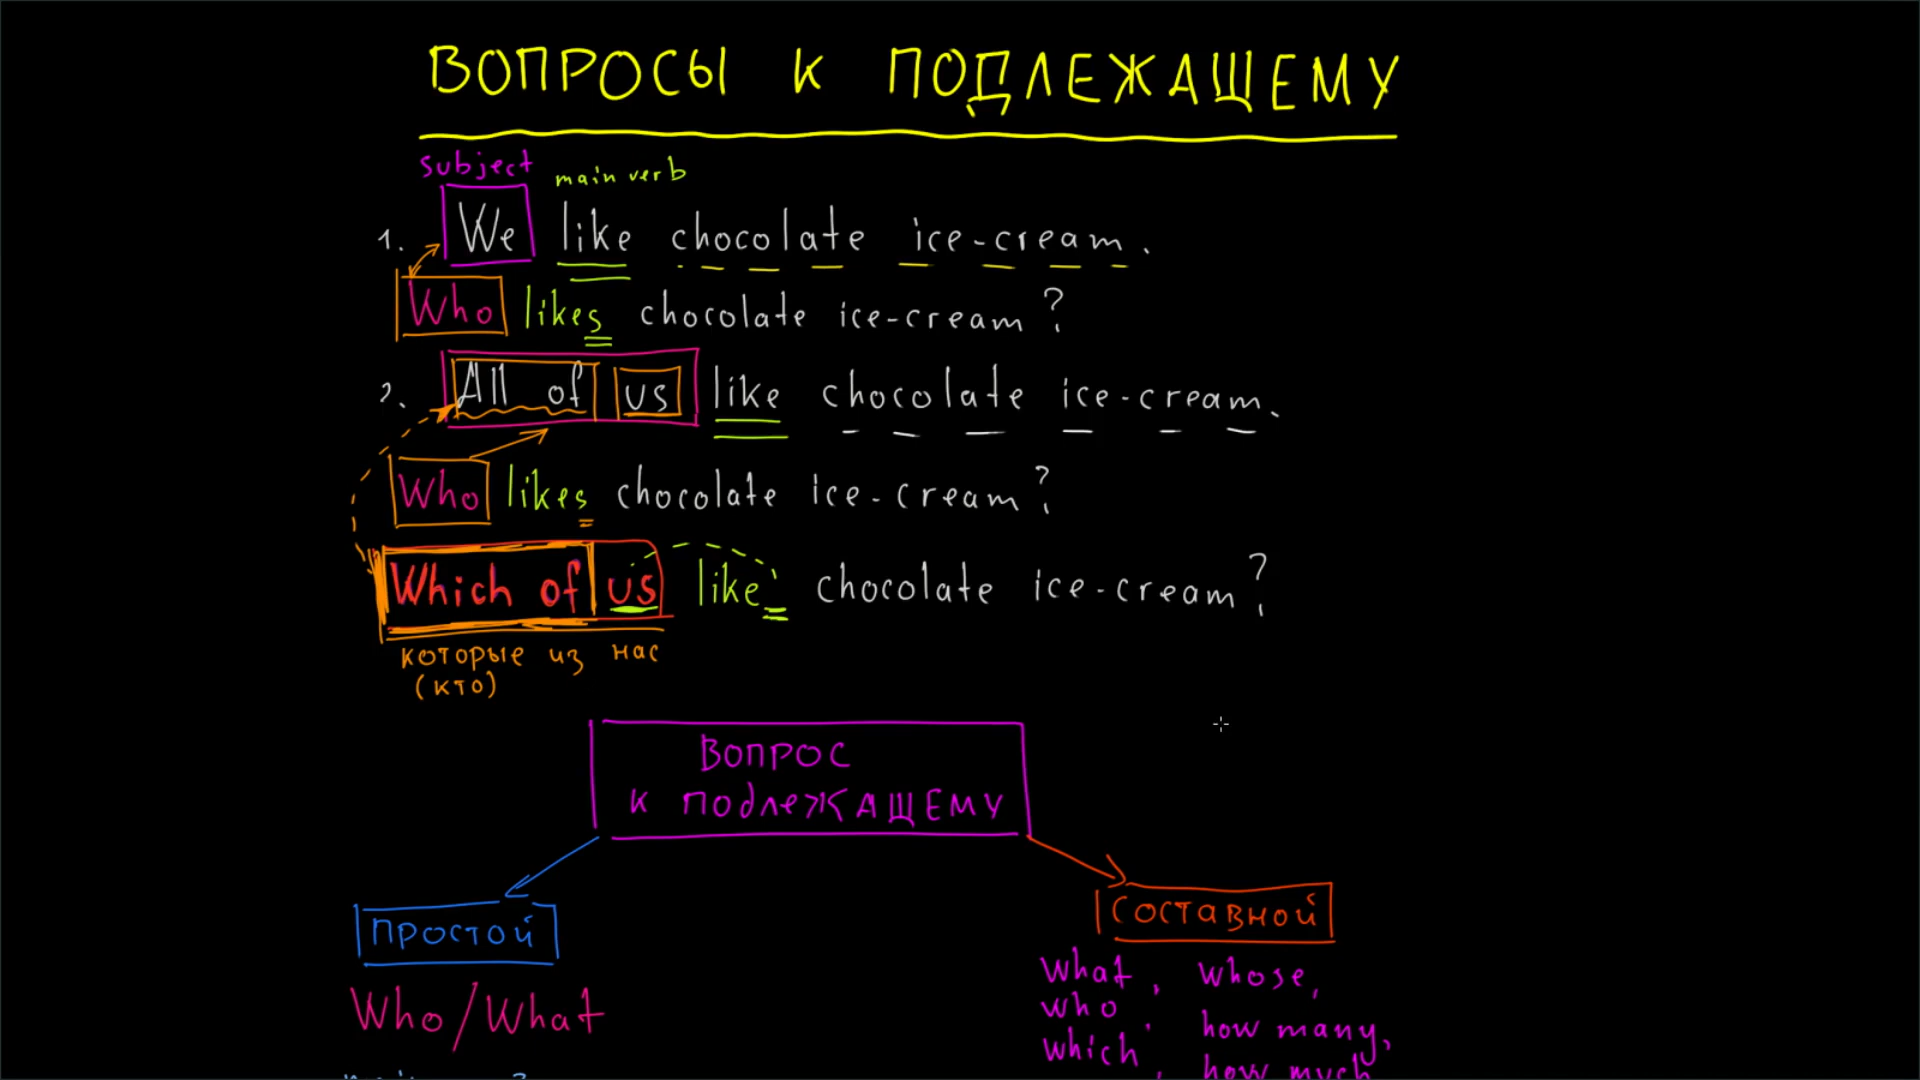 ВОПРОСЫ К ПОДЛЕЖАЩЕМУ
subject main verb
1. We like chocolate ice-cream.
Who likes chocolate ice-cream?
2. All of us like chocolate ice-cream.
Who likes chocolate ice-cream?
Which of us like chocolate ice-cream?
которые из нас
(кто)
ВОПРОС
К ПОДЛЕЖАЩЕМУ
ПРОСТОЙ
СОСТАВНОЙ
Who/What
what, whose,
who, how many,
which, how much